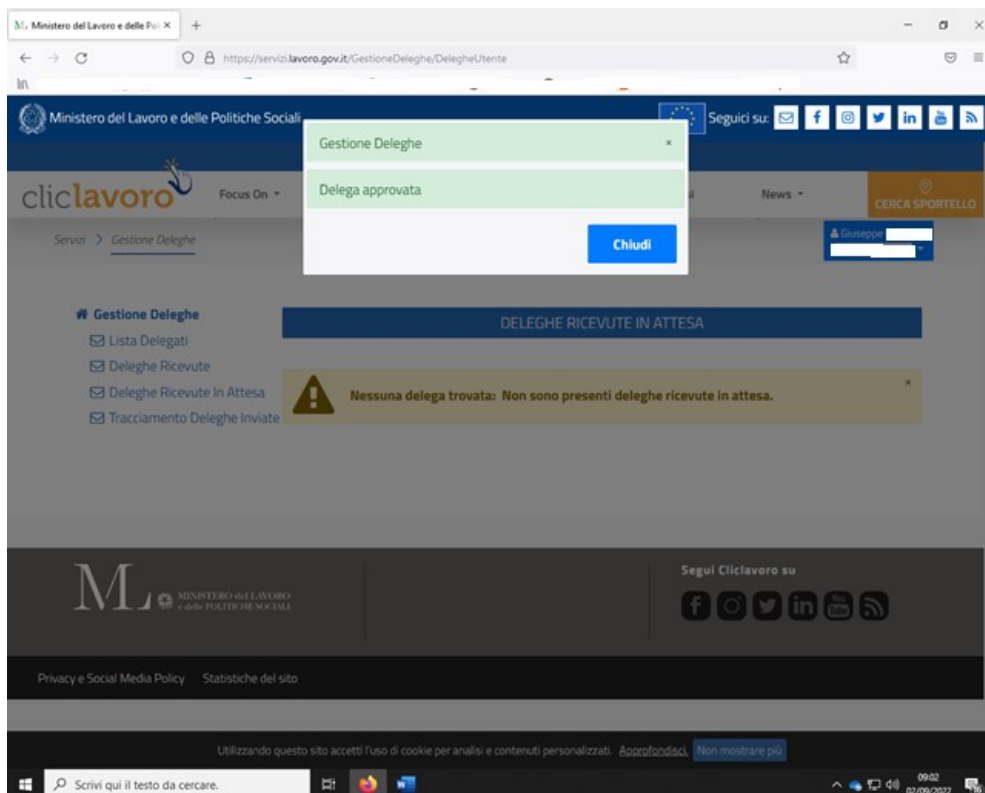 Ministero del Lavoro e delle Pol
https://servizi.lavoro.gov.it/GestioneDeleghe/DelegheUtente
Ministero del Lavoro e delle Politiche Sociali
Seguici su:
Gestione Deleghe
Delega approvata
Chiudi
cliclavoro
Focus On
News
CERCA SPORTELLO
Servizi > Gestione Deleghe
Giuseppe
Gestione Deleghe
Lista Delegati
Deleghe Ricevute
Deleghe Ricevute In Attesa
Tracciamento Deleghe Inviate
DELEGHE RICEVUTE IN ATTESA
Nessuna delega trovata: Non sono presenti deleghe ricevute in attesa.
MINISTERO del LAVORO
e delle POLITICHE SOCIALI
Segui Cliclavoro su
You
Tube
Privacy e Social Media Policy Statistiche del sito
Utilizzando questo sito accetti l'uso di cookie per analisi e contenuti personalizzati. Approfondisci. Non mostrare più
Scrivi qui il testo da cercare.
09:02
02/09/2022